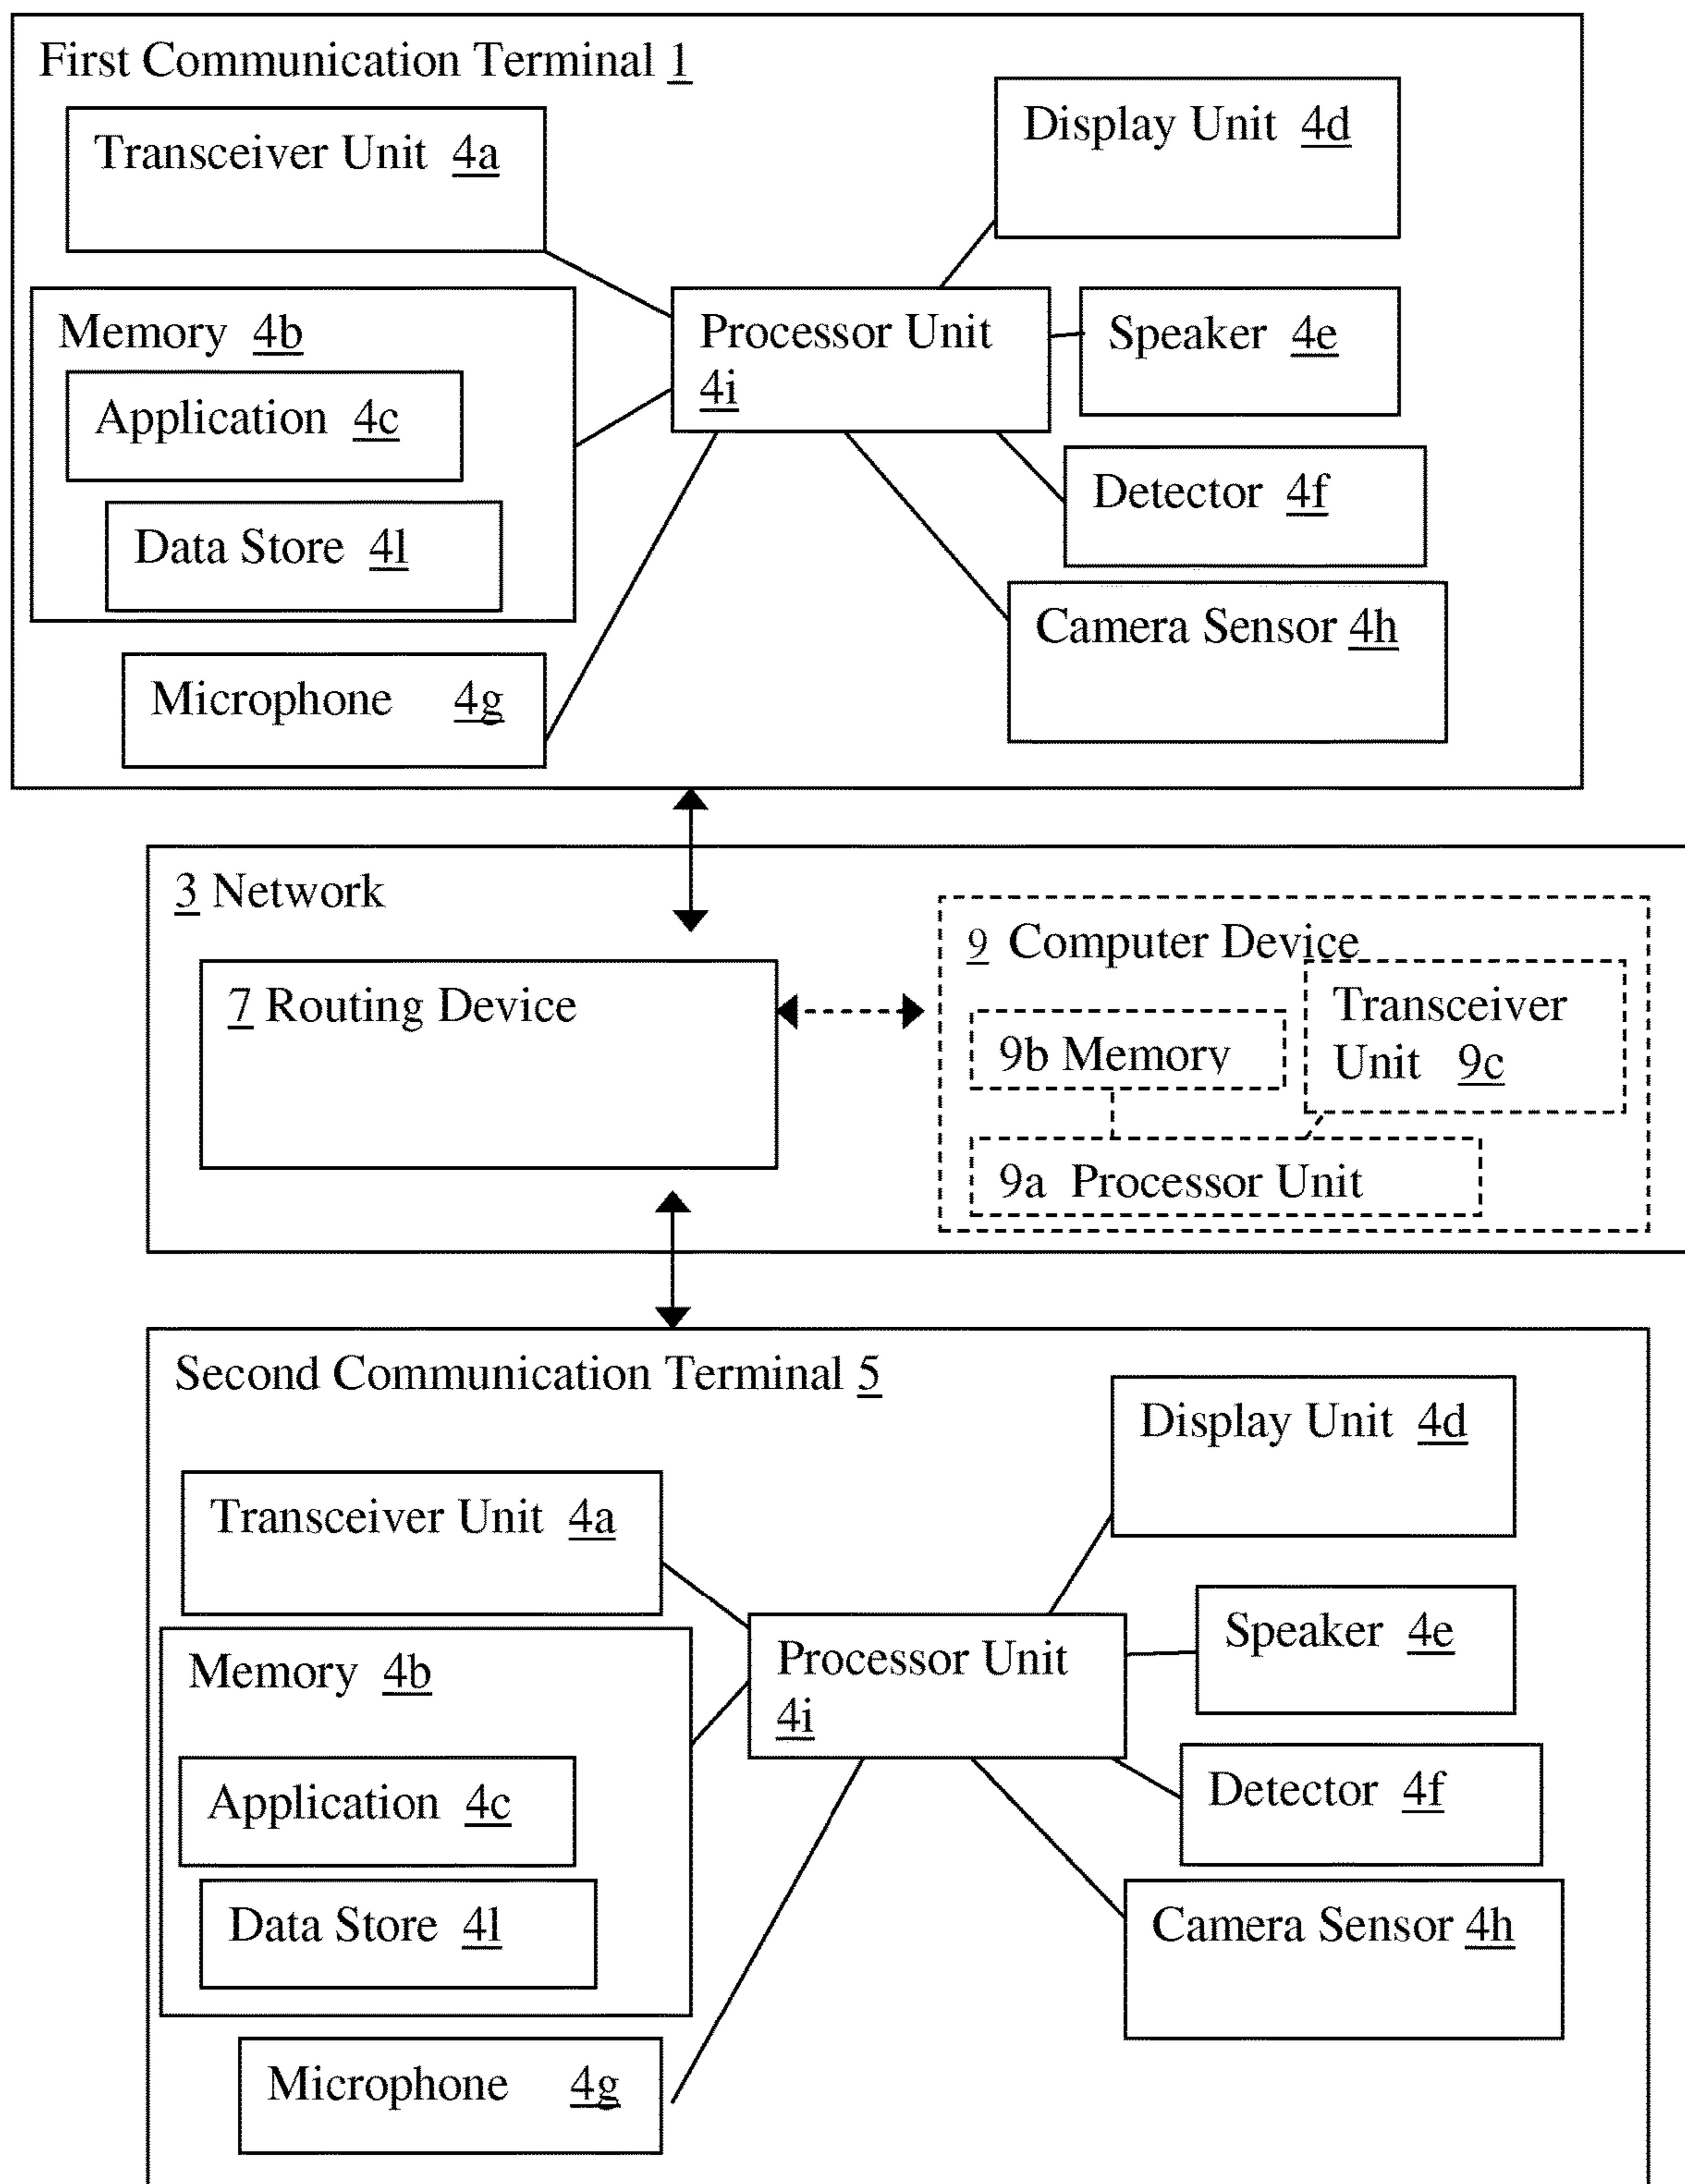 First Communication Terminal 1
Transceiver Unit 4a
Display Unit 4d
Memory 4b
Processor Unit
4i
Speaker 4e
Application 4c
Detector 4f
Data Store 4l
Camera Sensor 4h
Microphone 4g
3 Network
9 Computer Device
7 Routing Device
Transceiver
Unit 9c
9b Memory
9a Processor Unit
Second Communication Terminal 5
Display Unit 4d
Transceiver Unit 4a
Speaker 4e
Memory 4b
Processor Unit
4i
Detector 4f
Application 4c
Data Store 4l
Camera Sensor 4h
Microphone 4g